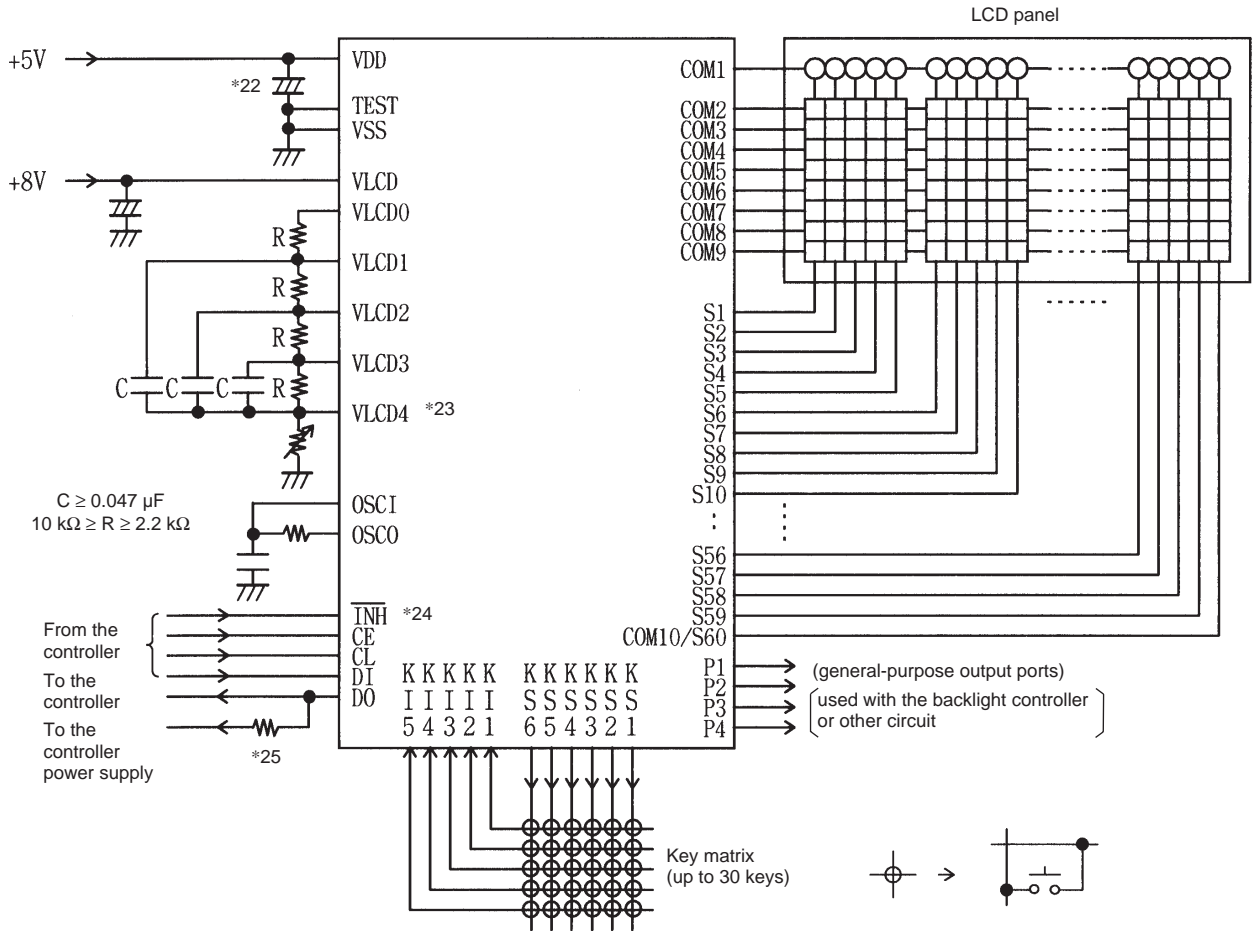 LCD panel
+5V
VDD
*22
TEST
VSS
+8V
VLCD
VLCD0
R
VLCD1
R
VLCD2
R
VLCD3
R
C
C
C
VLCD4 *23
C ≥ 0.047 µF
10 kΩ ≥ R ≥ 2.2 kΩ
OSCI
OSCO
From the
controller
INH *24
CE
CL
DI
To the
controller
DO
To the
controller
power supply
*25
COM1
COM2
COM3
COM4
COM5
COM6
COM7
COM8
COM9
S1
S2
S3
S4
S5
S6
S7
S8
S9
S10
S56
S57
S58
S59
COM10/S60
P1
P2
P3
P4
(general-purpose output ports)
used with the backlight controller
or other circuit
K K K K K K K K K K K
I I I I I S S S S S S
5 4 3 2 1 6 5 4 3 2 1
Key matrix
(up to 30 keys)